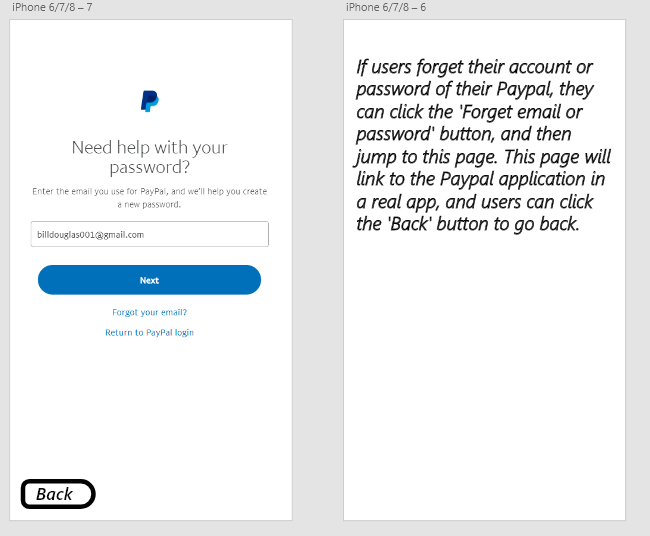 iPhone 6/7/8 – 7
Need help with your
password?
Enter the email you use for PayPal, and we'll help you create
a new password.
billdouglas001@gmail.com
Next
Forgot your email?
Return to PayPal login
Back
iPhone 6/7/8 – 6
If users forget their account or
password of their Paypal, they
can click the 'Forget email or
password' button, and then
jump to this page. This page will
link to the Paypal application in
a real app, and users can click
the 'Back' button to go back.